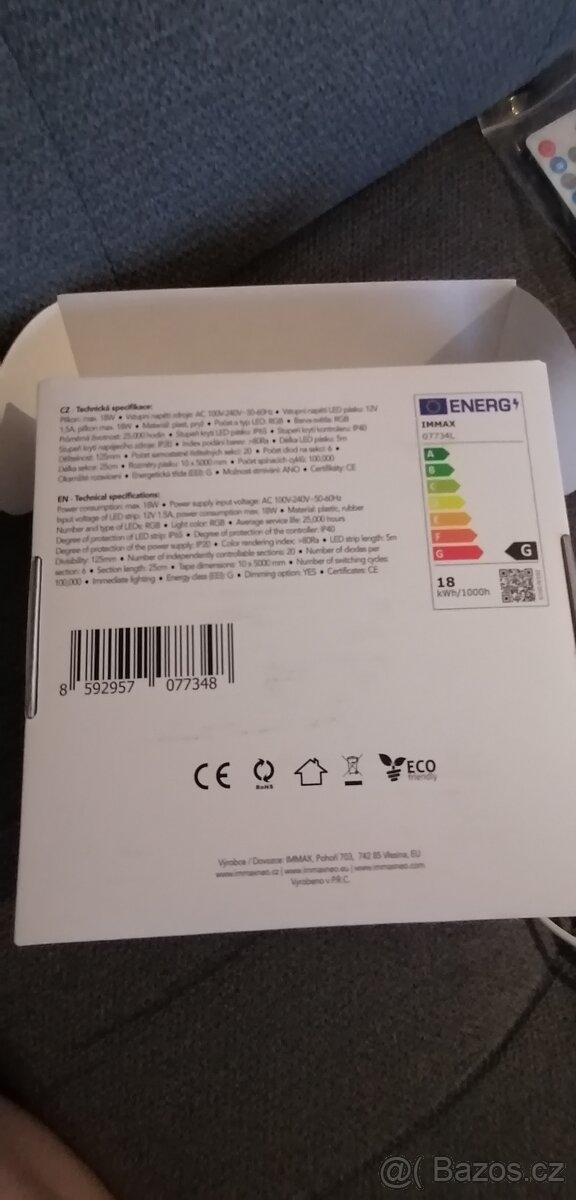 CZ - Technická specifikace:
Příkon: max. 18W • Vstupní napětí zdroje: AC 100V-240V~50-60Hz • Vstupní napětí LED pásku: 12V
1.5A, příkon max. 18W • Materiál: plast, pryž • Počet a typ LED: RGB • Barva světla: RGB
Průměrná životnost: 25,000 hodin • Stupeň krytí LED pásku: IP65 • Stupeň krytí kontroleru: IP40
Stupeň krytí napájecího zdroje: IP20 • Index podání barev: >80Ra • Délka LED pásku: 5m
Dělitelnost: 125mm • Počet samostatně řiditelných sekcí: 20 • Počet diod na sekci: 6 •
Délka sekce: 25cm • Rozměry pásku: 10 x 5000 mm • Počet spínacích cyklů: 100,000
Okamžité rozsvícení • Energetická třída (EEI): G • Možnost stmívání: ANO • Certifikáty: CE
EN - Technical specifications:
Power consumption: max. 18W • Power supply input voltage: AC 100V-240V~50-60Hz
Input voltage of LED strip: 12V 1.5A, power consumption max. 18W • Material: plastic, rubber
Number and type of LEDs: RGB • Light color: RGB • Average service life: 25,000 hours
Degree of protection of LED strip: IP65 • Degree of protection of the controller: IP40
Degree of protection of the power supply: IP20 • Color rendering index: >80Ra • LED strip length: 5m
Divisibility: 125mm • Number of independently controllable sections: 20 • Number of diodes per
section: 6 • Section length: 25cm • Tape dimensions: 10 x 5000 mm • Number of switching cycles:
100,000 • Immediate lighting • Energy class (EEI): G • Dimming option: YES • Certificates: CE
ENERG
IMMAX
07734L
A
B
C
D
E
F
G
G
18
kWh/1000h
8 592957 077348
CE
RoHS
ECO
friendly
Výrobce / Dovozce: IMMAX, Pohoří 703, 742 85 Vřesina, EU
www.immaxneo.cz | www.immaxneo.eu | www.immaxneo.com
Vyrobeno v P.R.C.
@( Bazos.cz